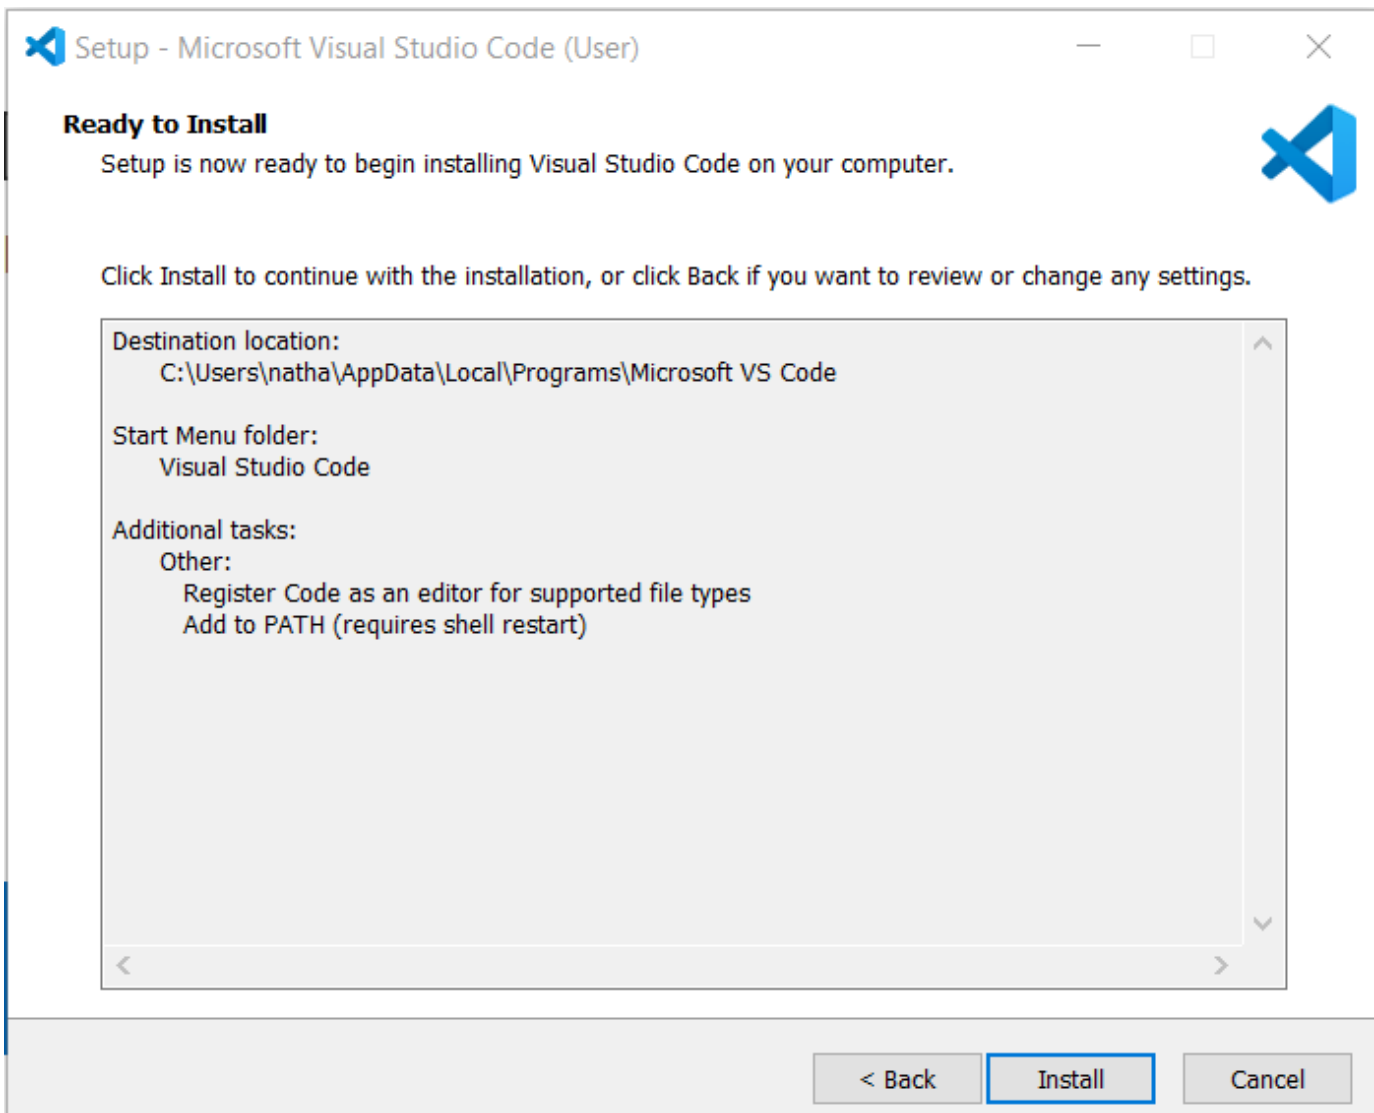 Setup - Microsoft Visual Studio Code (User)
Ready to Install
Setup is now ready to begin installing Visual Studio Code on your computer.
Click Install to continue with the installation, or click Back if you want to review or change any settings.
Destination location:
C:\Users\natha\AppData\Local\Programs\Microsoft VS Code
Start Menu folder:
Visual Studio Code
Additional tasks:
Other:
Register Code as an editor for supported file types
Add to PATH (requires shell restart)
< Back
Install
Cancel